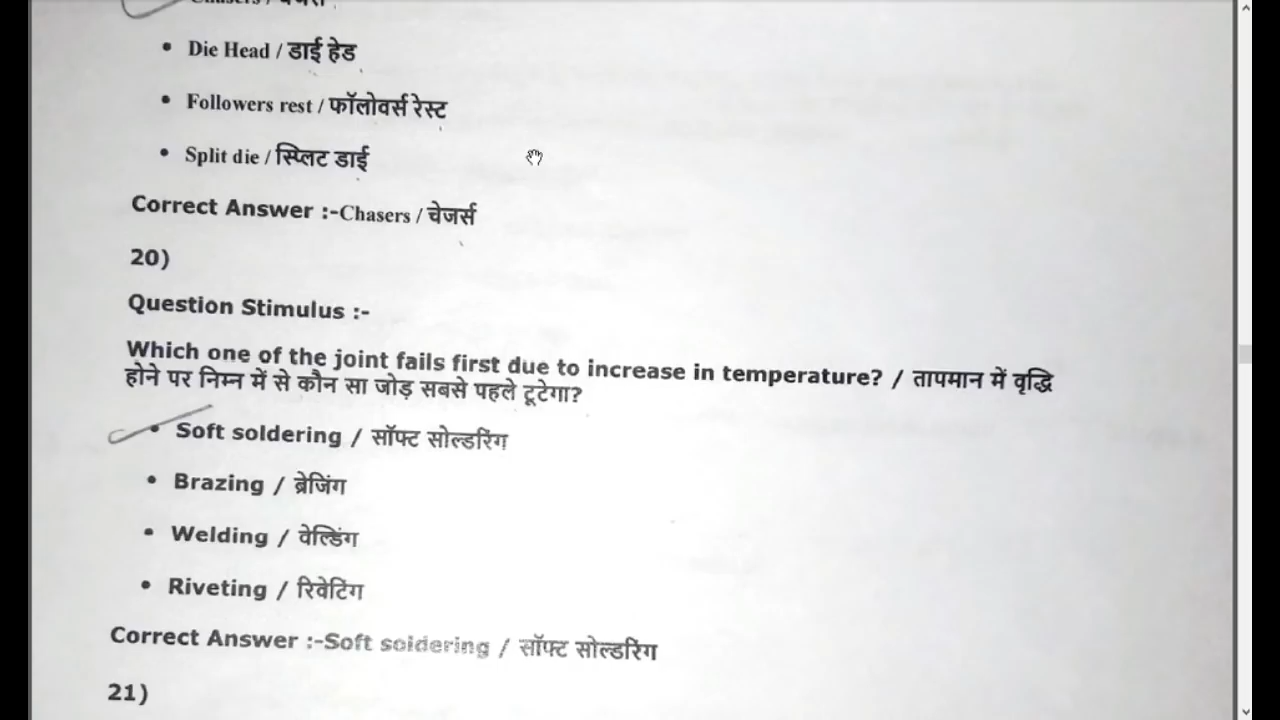 Chasers / चेजर्स
• Die Head / डाई हेड
• Followers rest / फॉलोवर्स रेस्ट
• Split die / स्प्लिट डाई
Correct Answer :-Chasers / चेजर्स
20)
Question Stimulus :-
Which one of the joint fails first due to increase in temperature? / तापमान में वृद्धि
होने पर निम्न में से कौन सा जोड़ सबसे पहले टूटेगा?
• Soft soldering / सॉफ्ट सोल्डरिंग
• Brazing / ब्रेजिंग
• Welding / वेल्डिंग
• Riveting / रिवेटिंग
Correct Answer :-Soft soldering / सॉफ्ट सोल्डरिंग
21)